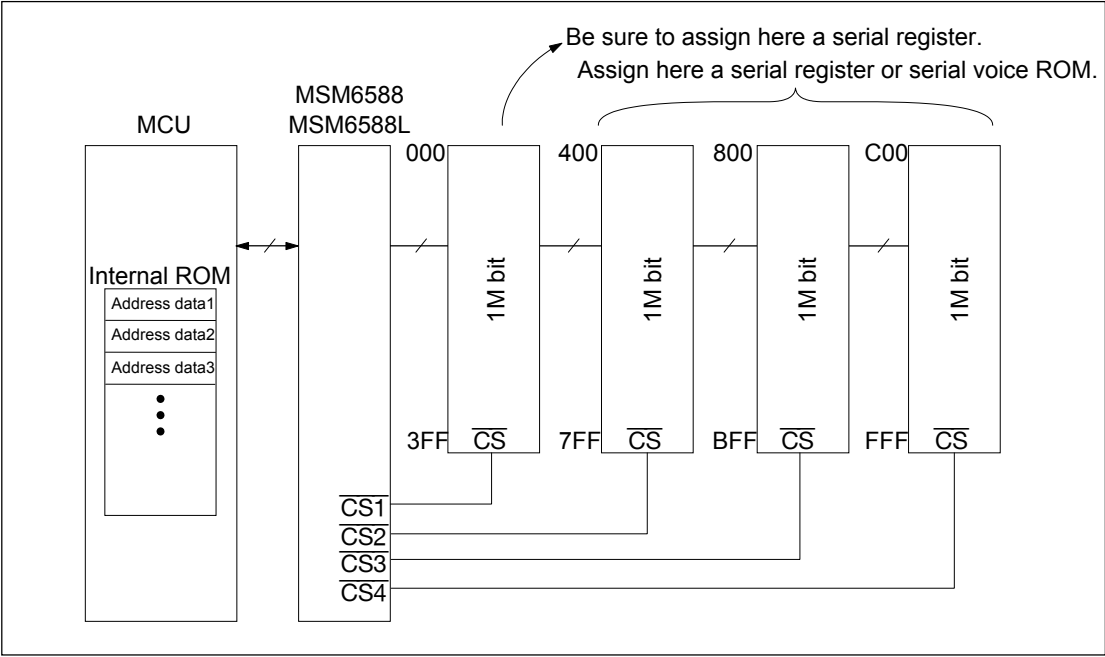 Be sure to assign here a serial register.
Assign here a serial register or serial voice ROM.
MCU
MSM6588
MSM6588L
000
400
800
C00
Internal ROM
Address data1
Address data2
Address data3
1M bit
1M bit
1M bit
1M bit
3FF
CS
7FF
CS
BFF
CS
FFF
CS
CS1
CS2
CS3
CS4